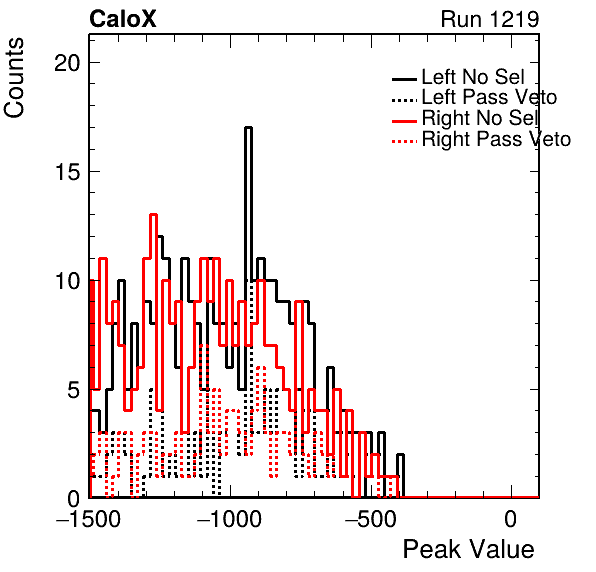 CaloX Run 1219
Counts
20
15
10
5
0
Left No Sel
Left Pass Veto
Right No Sel
Right Pass Veto
−1500 −1000 −500 0
Peak Value